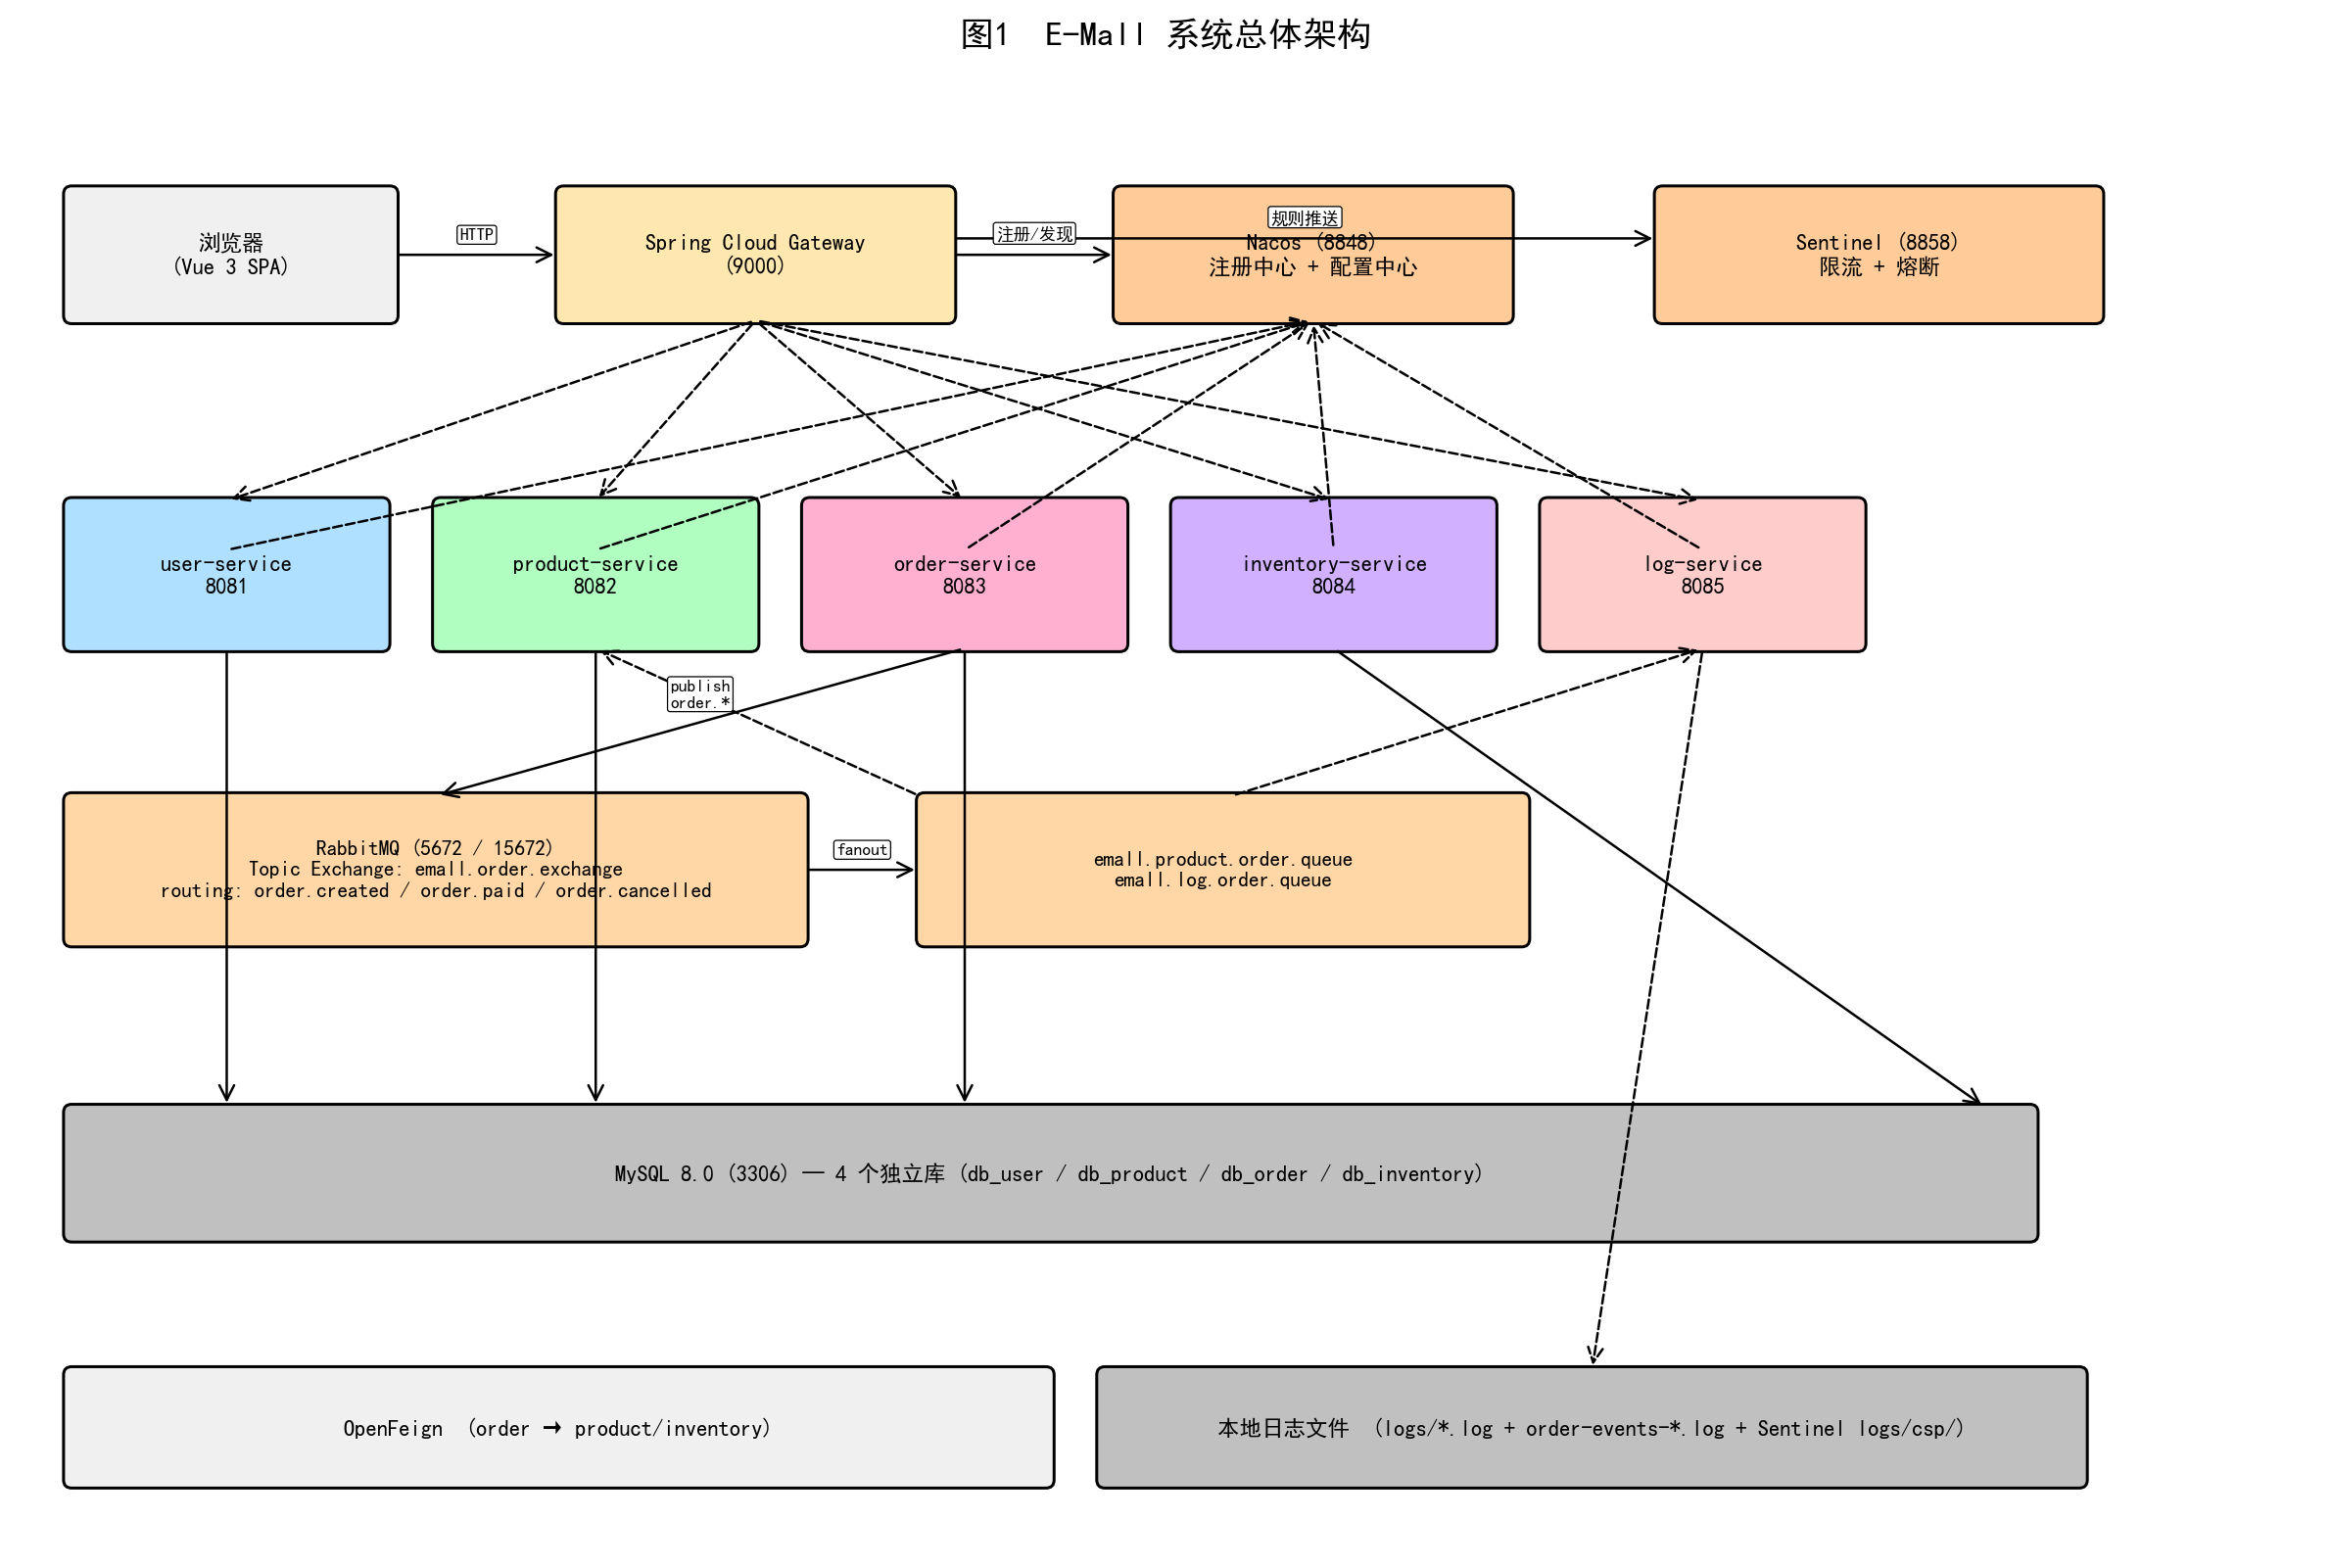 图1  E-Mall 系统总体架构
浏览器
(Vue 3 SPA)
HTTP
Spring Cloud Gateway
(9000)
注册/发现
规则推送
Nacos (8848)
注册中心 + 配置中心
Sentinel (8858)
限流 + 熔断
user-service
8081
product-service
8082
order-service
8083
inventory-service
8084
log-service
8085
publish
order.*
RabbitMQ (5672 / 15672)
Topic Exchange: emall.order.exchange
routing: order.created / order.paid / order.cancelled
fanout
emall.product.order.queue
emall.log.order.queue
MySQL 8.0 (3306) — 4 个独立库 (db_user / db_product / db_order / db_inventory)
OpenFeign  (order → product/inventory)
本地日志文件  (logs/*.log + order-events-*.log + Sentinel logs/csp/)